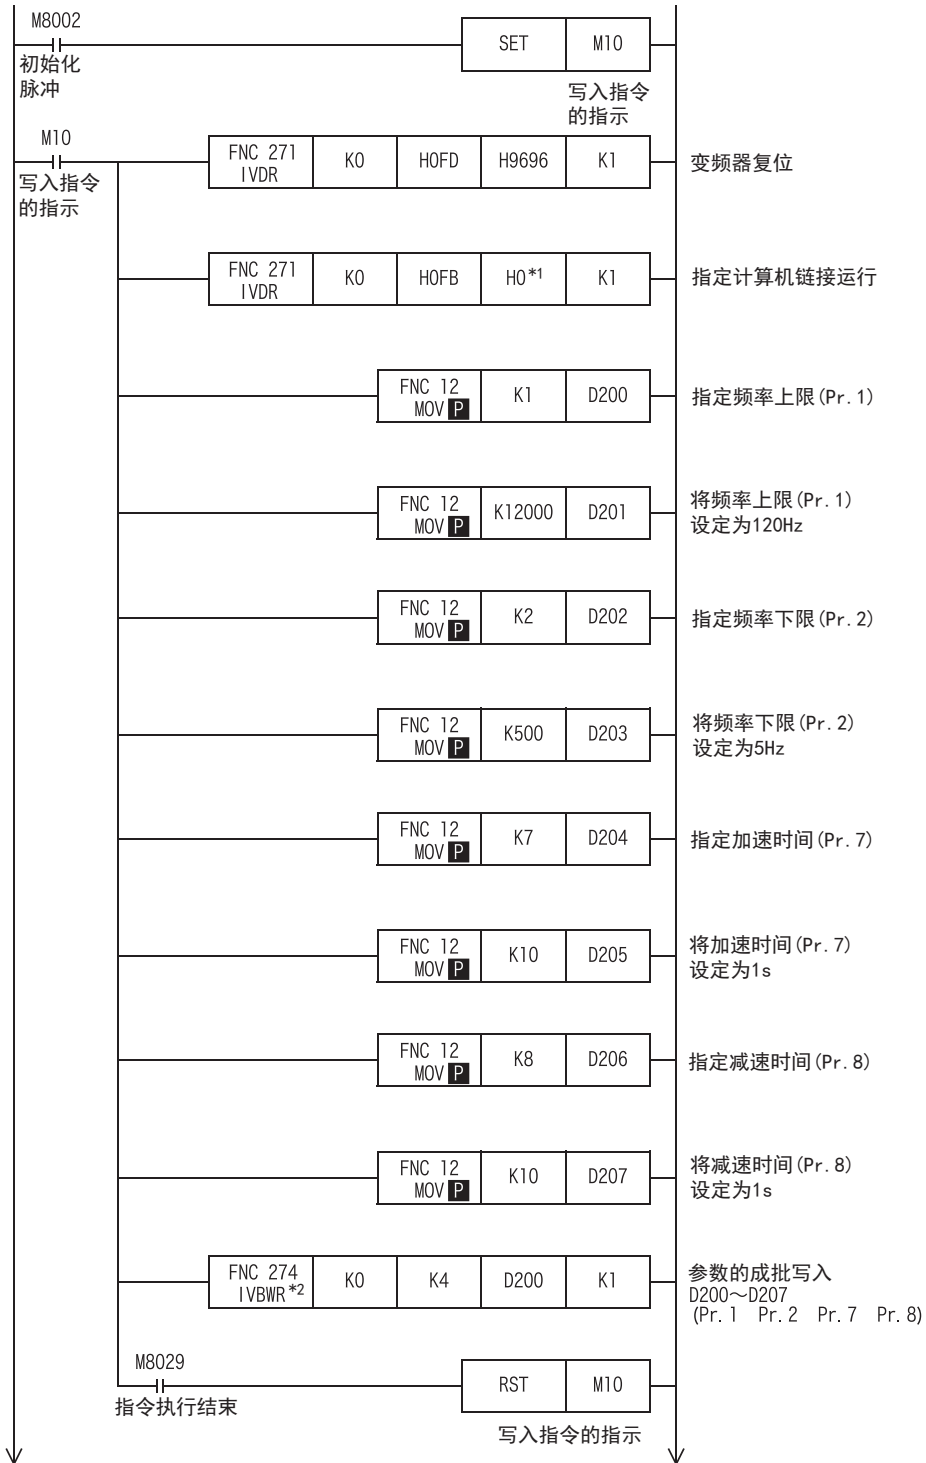 M8002
SET M10
初始化
脉冲
写入指令
的指示
M10
FNC 271
IVDR K0 H0FD H9696 K1 变频器复位
写入指令
的指示
FNC 271
IVDR K0 H0FB H0*1 K1 指定计算机链接运行
FNC 12
MOV P K1 D200 指定频率上限(Pr.1)
FNC 12
MOV P K12000 D201 将频率上限(Pr.1)
设定为120Hz
FNC 12
MOV P K2 D202 指定频率下限(Pr.2)
FNC 12
MOV P K500 D203 将频率下限(Pr.2)
设定为5Hz
FNC 12
MOV P K7 D204 指定加速时间(Pr.7)
FNC 12
MOV P K10 D205 将加速时间(Pr.7)
设定为1s
FNC 12
MOV P K8 D206 指定减速时间(Pr.8)
FNC 12
MOV P K10 D207 将减速时间(Pr.8)
设定为1s
FNC 274
IVBWR*2 K0 K4 D200 K1 参数的成批写入
D200～D207
(Pr.1 Pr.2 Pr.7 Pr.8)
M8029
RST M10
指令执行结束
写入指令的指示